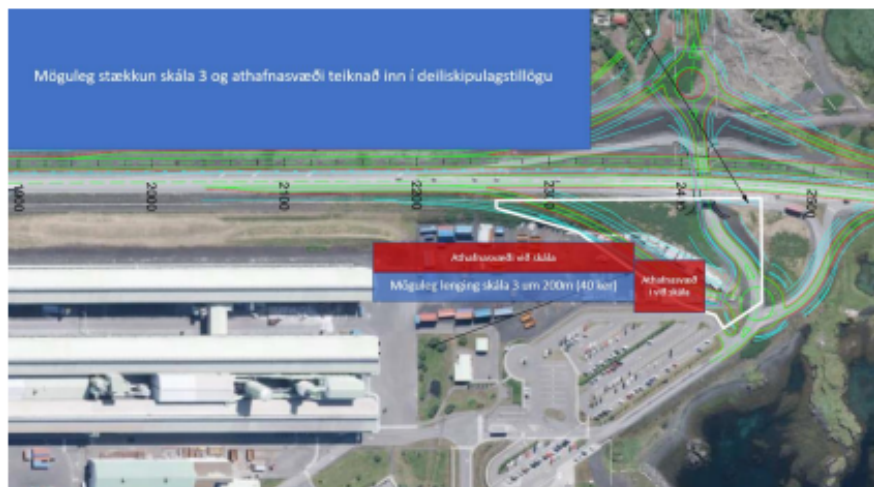 Möguleg stækkun skála 3 og athafnasvæði teiknað inn í deiliskipulagstillögu
1900
2000
2100
2200
2300
2400
2500
Athafnasvæði við skála
Möguleg lenging skála 3 um 200m (40 ker)
Athafnasvæð
i við skála